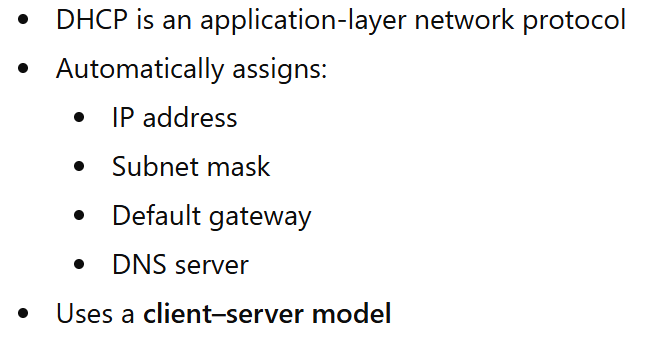 • DHCP is an application-layer network protocol
• Automatically assigns:
• IP address
• Subnet mask
• Default gateway
• DNS server
• Uses a client–server model